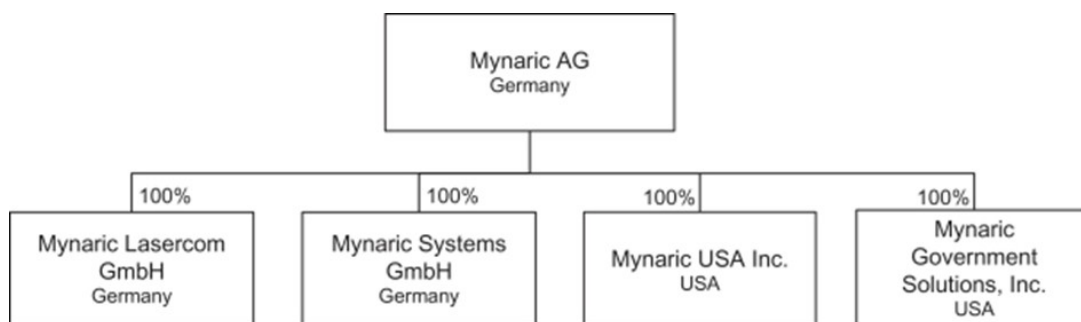 Mynaric AG
Germany
100%
100%
100%
100%
Mynaric Lasercom
GmbH
Germany
Mynaric Systems
GmbH
Germany
Mynaric USA Inc.
USA
Mynaric
Government
Solutions, Inc.
USA